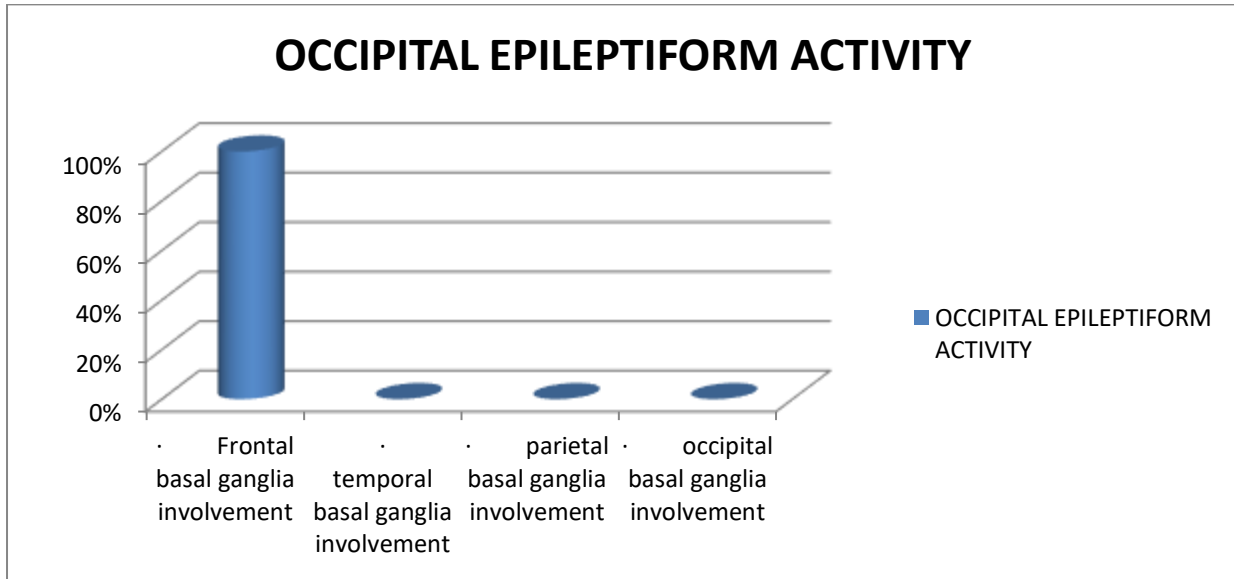 OCCIPITAL EPILEPTIFORM ACTIVITY
100%
80%
60%
40%
20%
0%
· Frontal
basal ganglia
involvement
·
temporal
basal ganglia
involvement
· parietal
basal ganglia
involvement
· occipital
basal ganglia
involvement
OCCIPITAL EPILEPTIFORM
ACTIVITY